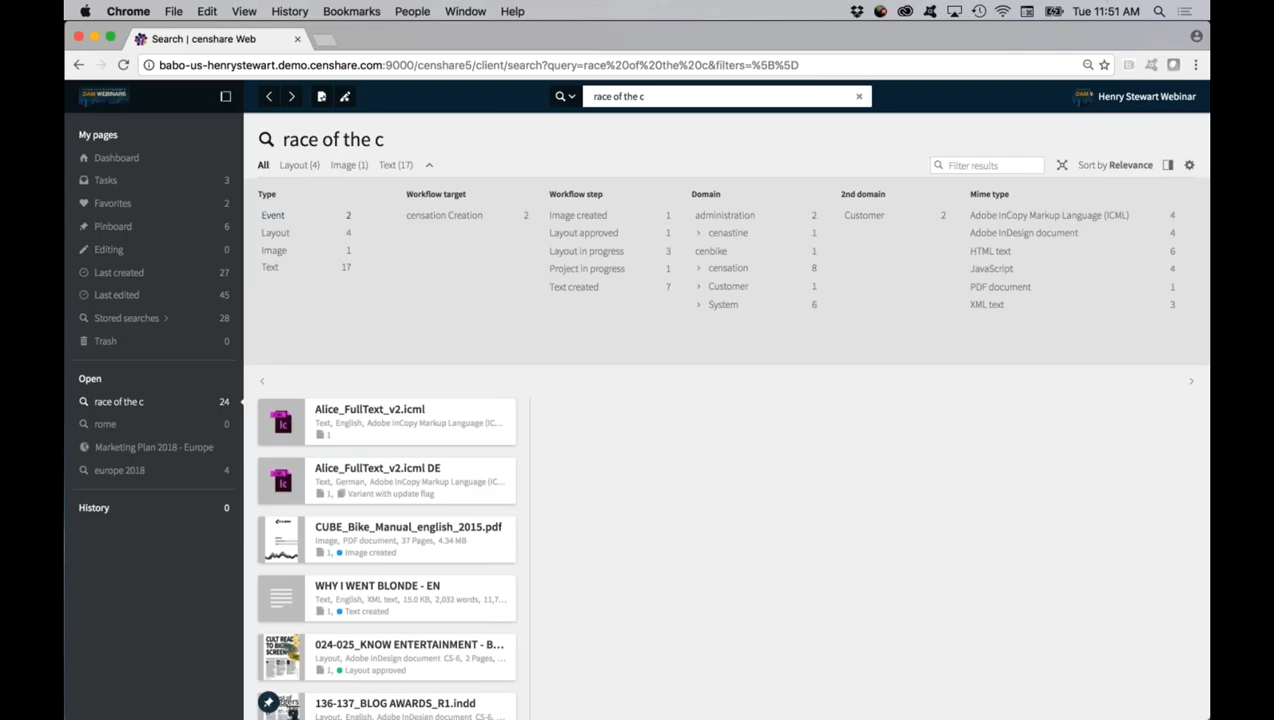 Chrome File Edit View History Bookmarks People Window Help Tue 11:51 AM
Search | censhare Web
babo-us-henrystewart.demo.censhare.com:9000/censhare5/client/search?query=race%20of%20the%20c&filters=%5B%5D
DAM WEBINARS race of the c Henry Stewart Webinar
My pages
Dashboard
Tasks 3
Favorites 2
Pinboard 6
Editing 0
Last created 27
Last edited 45
Stored searches 28
Trash 0
Open
race of the c 24
rome 0
Marketing Plan 2018 - Europe
europe 2018 4
History 0
race of the c
All Layout (4) Image (1) Text (17) Filter results Sort by Relevance
Type Workflow target Workflow step Domain 2nd domain Mime type
Event 2 censation Creation 2 Image created 1 administration 2 Customer 2 Adobe InCopy Markup Language (ICML) 4
Layout 4 Layout approved 1 cenastine 1 Adobe InDesign document 4
Image 1 Layout in progress 3 cenbike 1 HTML text 6
Text 17 Project in progress 1 censation 8 JavaScript 4
Text created 7 Customer 1 PDF document 1
System 6 XML text 3
Alice_FullText_v2.icml
Text, English, Adobe InCopy Markup Language (IC...
1
Alice_FullText_v2.icml DE
Text, German, Adobe InCopy Markup Language (IC...
1, Variant with update flag
CUBE_Bike_Manual_english_2015.pdf
Image, PDF document, 37 Pages, 4.34 MB
1, Image created
WHY I WENT BLONDE - EN
Text, English, XML text, 15.0 KB, 2,032 words, 11,7...
1, Text created
024-025_KNOW ENTERTAINMENT - B...
Layout, Adobe InDesign document CS-6, 2 Pages, ...
1, Layout approved
136-137_BLOG AWARDS_R1.indd
Layout, English, Adobe InDesign document CS-6, ...